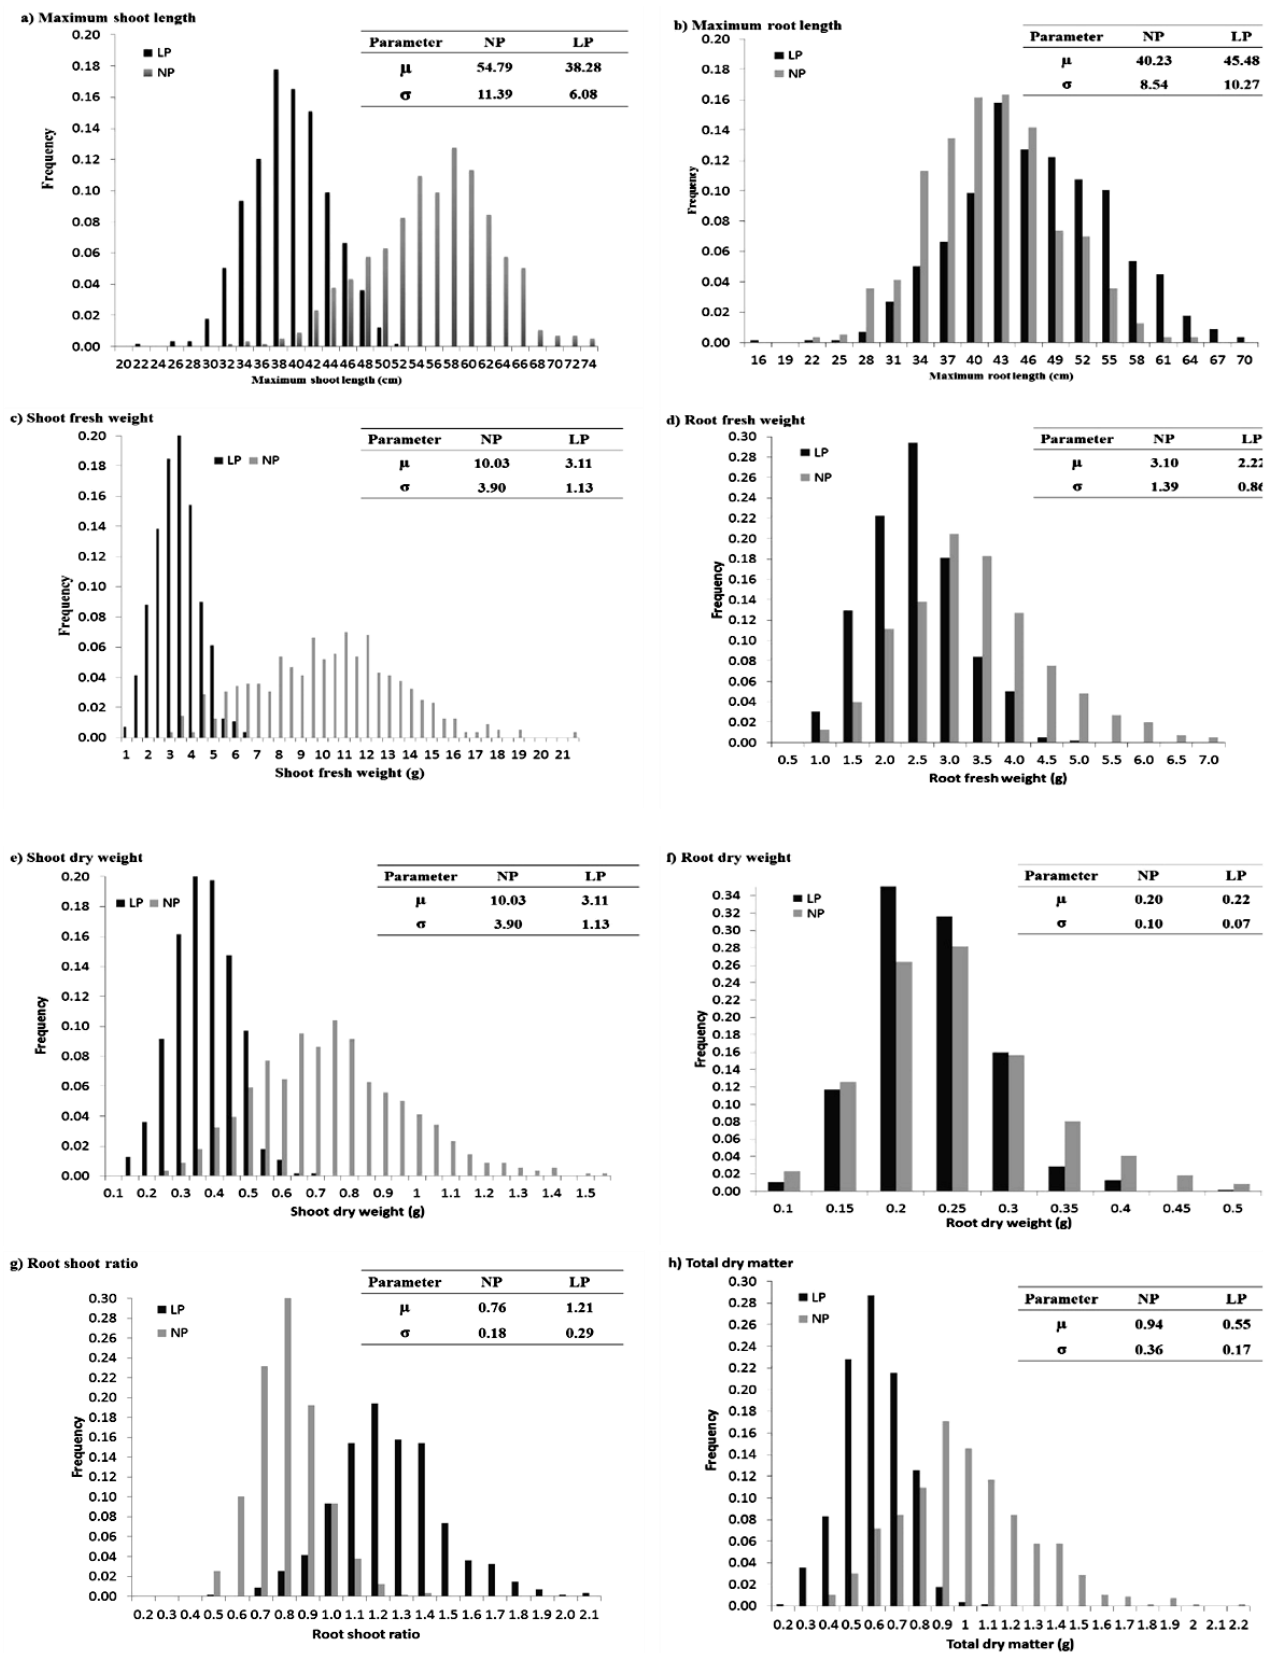 a) Maximum shoot length
0.20
0.18
0.16
0.14
0.12
0.10
0.08
0.06
0.04
0.02
0.00
Frequency
LP
NP
Parameter NP LP
μ 54.79 38.28
σ 11.39 6.08
20 22 24 26 28 30 32 34 36 38 40 42 44 46 48 50 52 54 56 58 60 62 64 66 68 70 72 74
Maximum shoot length (cm)
b) Maximum root length
0.20
0.18
0.16
0.14
0.12
0.10
0.08
0.06
0.04
0.02
0.00
Frequency
LP
NP
Parameter NP LP
μ 40.23 45.48
σ 8.54 10.27
16 19 22 25 28 31 34 37 40 43 46 49 52 55 58 61 64 67 70
Maximum root length (cm)
c) Shoot fresh weight
0.20
0.18
0.16
0.14
0.12
0.10
0.08
0.06
0.04
0.02
0.00
Frequency
LP NP
Parameter NP LP
μ 10.03 3.11
σ 3.90 1.13
1 2 3 4 5 6 7 8 9 10 11 12 13 14 15 16 17 18 19 20 21
Shoot fresh weight (g)
d) Root fresh weight
0.30
0.28
0.26
0.24
0.22
0.20
0.18
0.16
0.14
0.12
0.10
0.08
0.06
0.04
0.02
0.00
Frequency
LP
NP
Parameter NP LP
μ 3.10 2.22
σ 1.39 0.86
0.5 1.0 1.5 2.0 2.5 3.0 3.5 4.0 4.5 5.0 5.5 6.0 6.5 7.0
Root fresh weight (g)
e) Shoot dry weight
0.20
0.18
0.16
0.14
0.12
0.10
0.08
0.06
0.04
0.02
0.00
Frequency
LP NP
Parameter NP LP
μ 10.03 3.11
σ 3.90 1.13
0.1 0.2 0.3 0.4 0.5 0.6 0.7 0.8 0.9 1 1.1 1.2 1.3 1.4 1.5
Shoot dry weight (g)
f) Root dry weight
0.34
0.32
0.30
0.28
0.26
0.24
0.22
0.20
0.18
0.16
0.14
0.12
0.10
0.08
0.06
0.04
0.02
0.00
Frequency
LP
NP
Parameter NP LP
μ 0.20 0.22
σ 0.10 0.07
0.1 0.15 0.2 0.25 0.3 0.35 0.4 0.45 0.5
Root dry weight (g)
g) Root shoot ratio
0.30
0.28
0.26
0.24
0.22
0.20
0.18
0.16
0.14
0.12
0.10
0.08
0.06
0.04
0.02
0.00
Frequency
LP
NP
Parameter NP LP
μ 0.76 1.21
σ 0.18 0.29
0.2 0.3 0.4 0.5 0.6 0.7 0.8 0.9 1.0 1.1 1.2 1.3 1.4 1.5 1.6 1.7 1.8 1.9 2.0 2.1
Root shoot ratio
h) Total dry matter
0.30
0.28
0.26
0.24
0.22
0.20
0.18
0.16
0.14
0.12
0.10
0.08
0.06
0.04
0.02
0.00
Frequency
LP
NP
Parameter NP LP
μ 0.94 0.55
σ 0.36 0.17
0.2 0.3 0.4 0.5 0.6 0.7 0.8 0.9 1 1.1 1.2 1.3 1.4 1.5 1.6 1.7 1.8 1.9 2 2.1 2.2
Total dry matter (g)